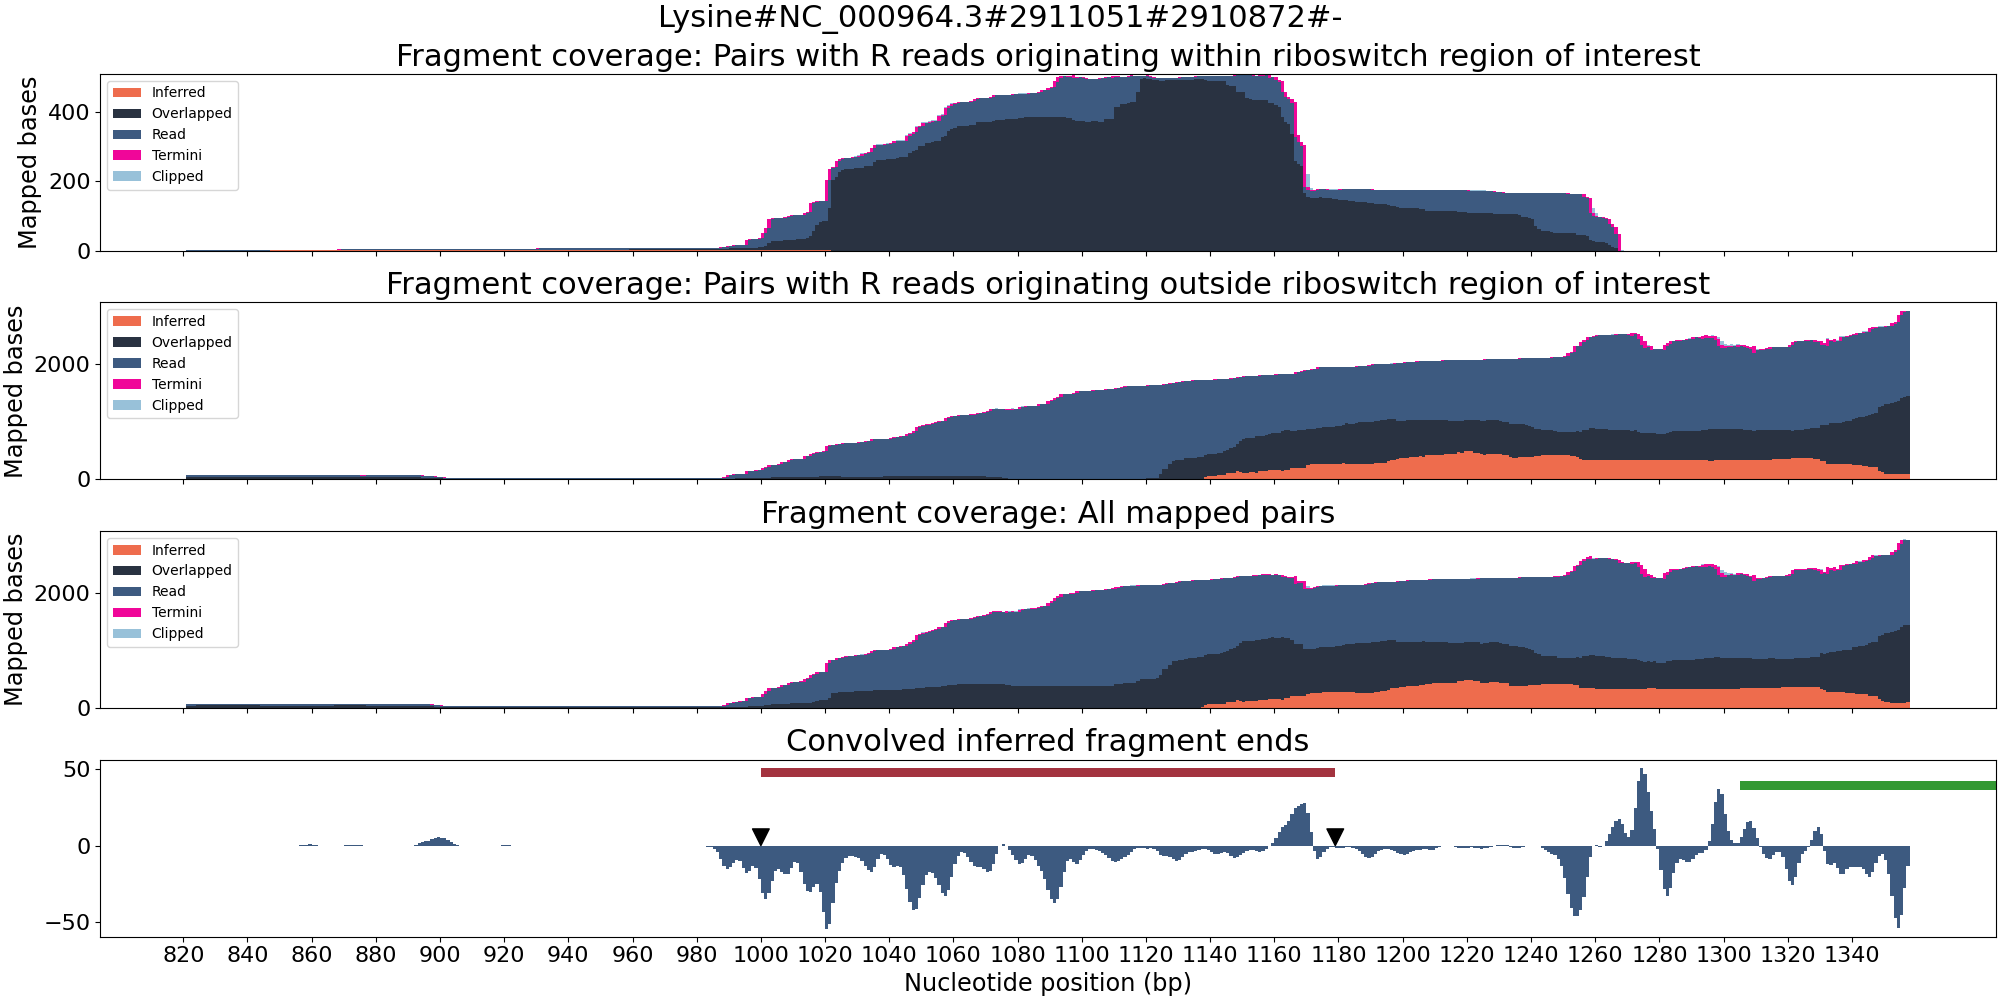 Lysine#NC_000964.3#2911051#2910872#-
Fragment coverage: Pairs with R reads originating within riboswitch region of interest
Mapped bases
400
200
0
Inferred
Overlapped
Read
Termini
Clipped
Fragment coverage: Pairs with R reads originating outside riboswitch region of interest
Mapped bases
2000
0
Inferred
Overlapped
Read
Termini
Clipped
Fragment coverage: All mapped pairs
Mapped bases
2000
0
Inferred
Overlapped
Read
Termini
Clipped
Convolved inferred fragment ends
50
0
−50
820 840 860 880 900 920 940 960 980 1000 1020 1040 1060 1080 1100 1120 1140 1160 1180 1200 1220 1240 1260 1280 1300 1320 1340
Nucleotide position (bp)